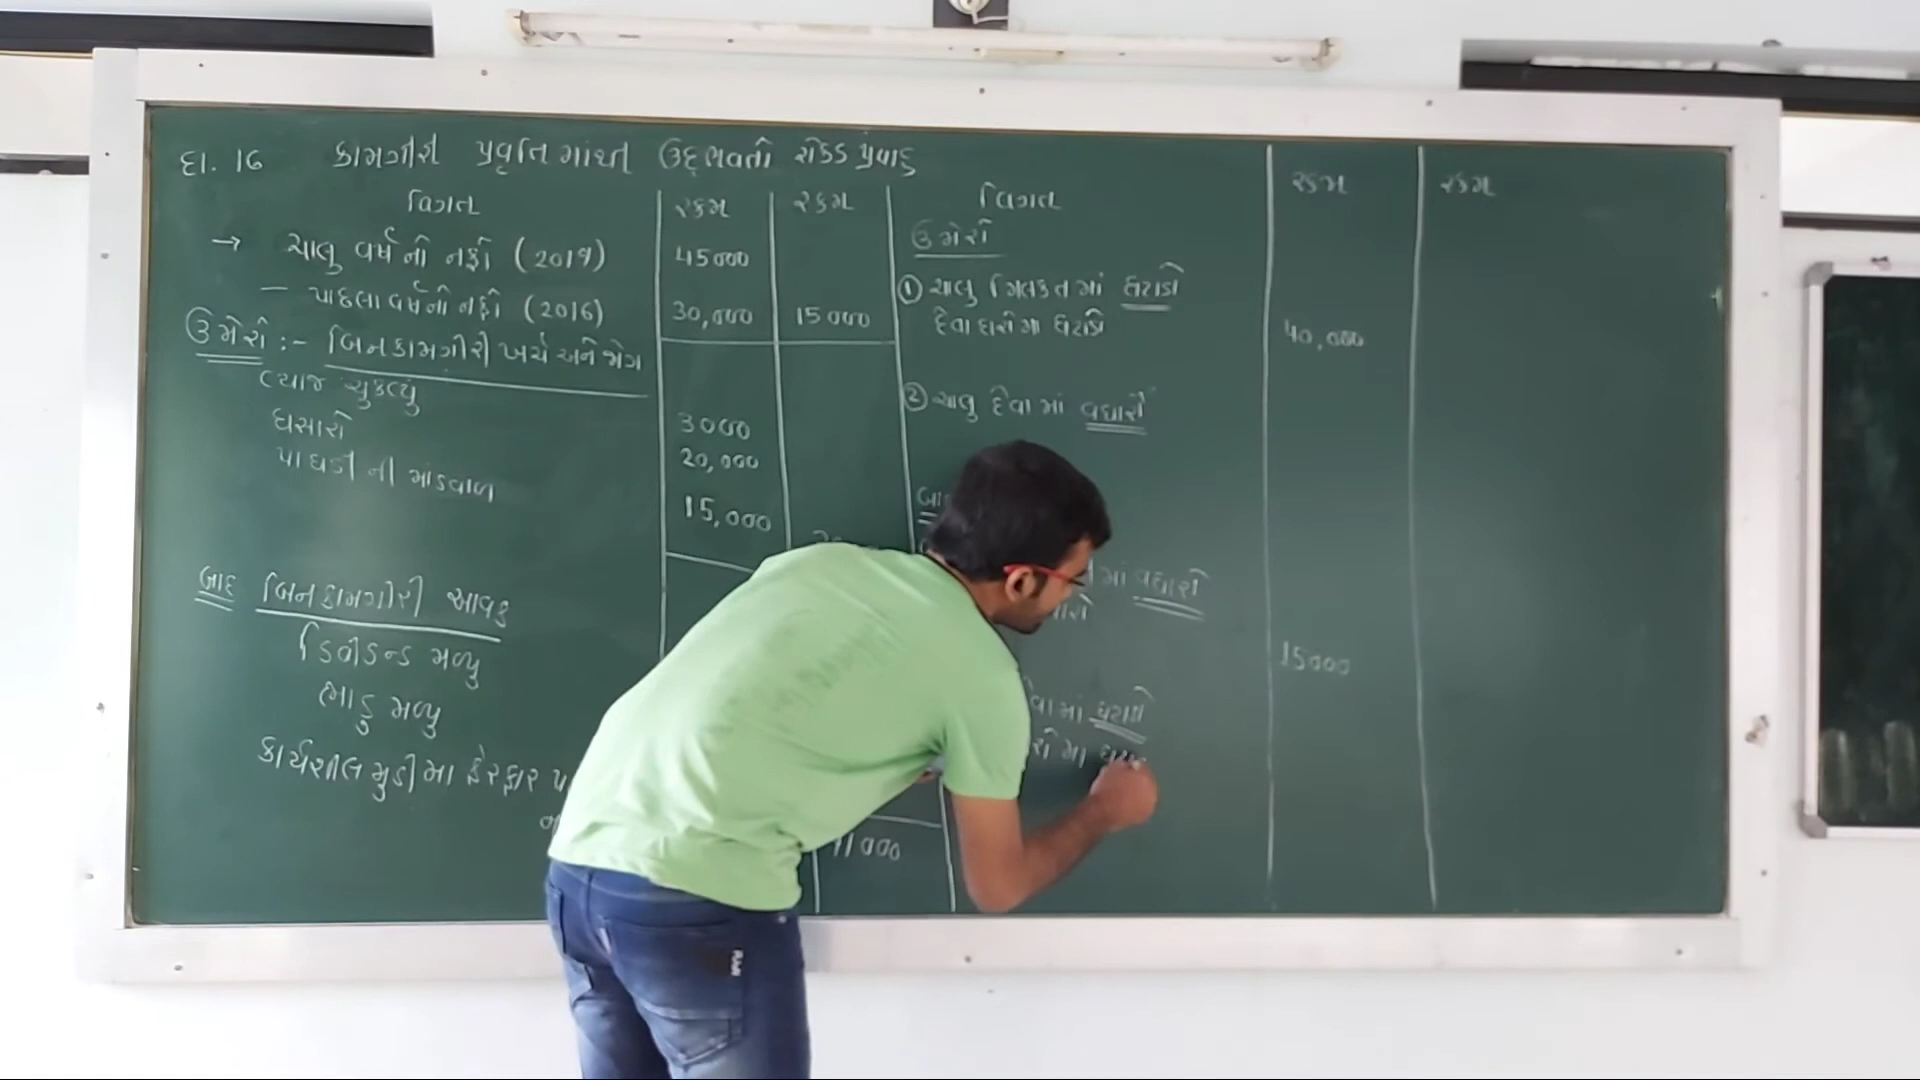 દા. 16 કામગીરી પ્રવૃતિમાંથી ઉદ્ભવતો રોકડ પ્રવાહ
વિગત રકમ રકમ
→ ચાલુ વર્ષનો નફો (2017) 45000
– પાછલા વર્ષનો નફો (2016) 30,000 15000
ઉમેરો :- બિનકામગીરી ખર્ચ અને જોગ
વ્યાજ ચુકવ્યું 3000
ઘસારો 20,000
પાઘડી ની માંડવાળ 15,000
બાદ બિનકામગીરી આવક
ડિવીડન્ડ મળ્યુ
ભાડુ મળ્યુ
કાર્યશીલ મુડીમા ફેરફાર
11000
વિગત રકમ રકમ
ઉમેરો
① ચાલુ મિલકતમાં ઘટાડો
દેવાદારોમા ઘટાડો 40,000
② ચાલુ દેવામાં વધારો
માં વધારો
15000
વામાં ઘટાડો